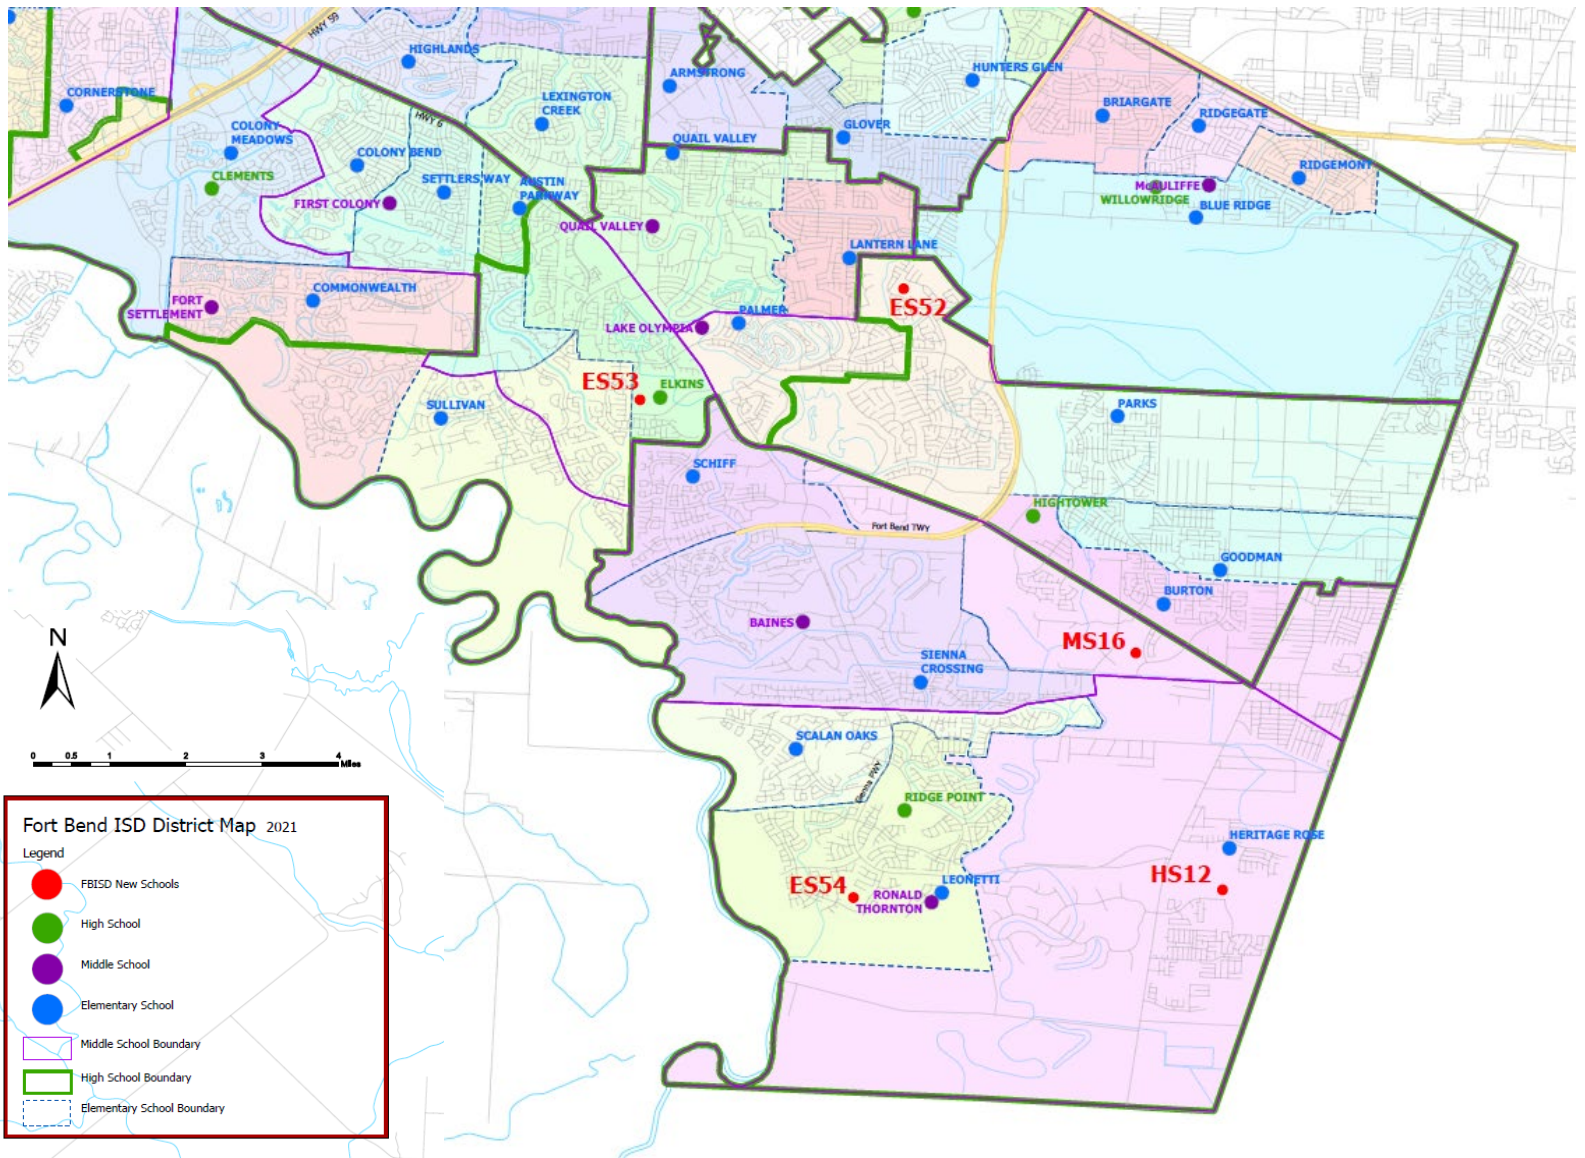 HWY 59
HIGHLANDS
CORNERSTONE
ARMSTRONG
HUNTERS GLEN
LEXINGTON
CREEK
BRIARGATE
RIDGEGATE
HWY 6
COLONY
MEADOWS
GLOVER
QUAIL VALLEY
COLONY BEND
CLEMENTS
SETTLERS WAY
AUSTIN
PARKWAY
RIDGEMONT
McAULIFFE
WILLOWRIDGE
BLUE RIDGE
FIRST COLONY
QUAIL VALLEY
LANTERN LANE
COMMONWEALTH
FORT
SETTLEMENT
ES52
PALMER
LAKE OLYMPIA
ES53
ELKINS
SULLIVAN
PARKS
SCHIFF
HIGHTOWER
Fort Bend TWY
GOODMAN
BURTON
BAINES
MS16
SIENNA
CROSSING
N
SCALAN OAKS
0 0.5 1 2 3 4
Miles
Sienna PWY
RIDGE POINT
HERITAGE ROSE
HS12
ES54
LEONETTI
RONALD
THORNTON
Fort Bend ISD District Map 2021
Legend
FBISD New Schools
High School
Middle School
Elementary School
Middle School Boundary
High School Boundary
Elementary School Boundary